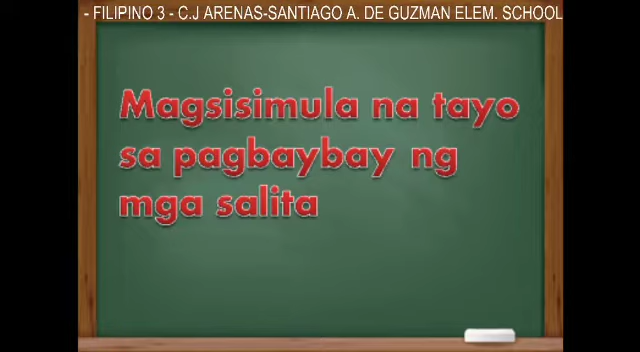 - FILIPINO 3 - C.J ARENAS-SANTIAGO A. DE GUZMAN ELEM. SCHOOL
Magsisimula na tayo
sa pagbaybay ng
mga salita